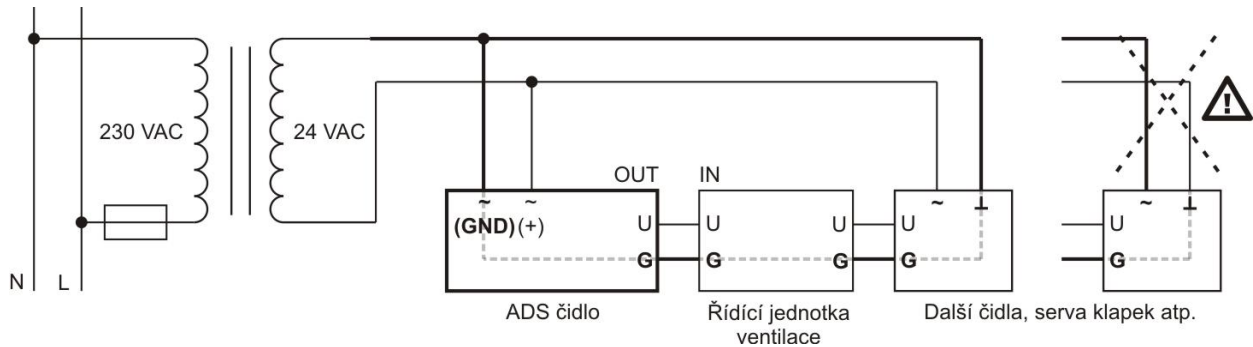 230 VAC
24 VAC
N
L
OUT
IN
~
~
(GND)
(+)
U
G
U
G
U
G
~
⊥
U
G
~
⊥
U
G
!
ADS čidlo
Řídící jednotka
ventilace
Další čidla, serva klapek atp.